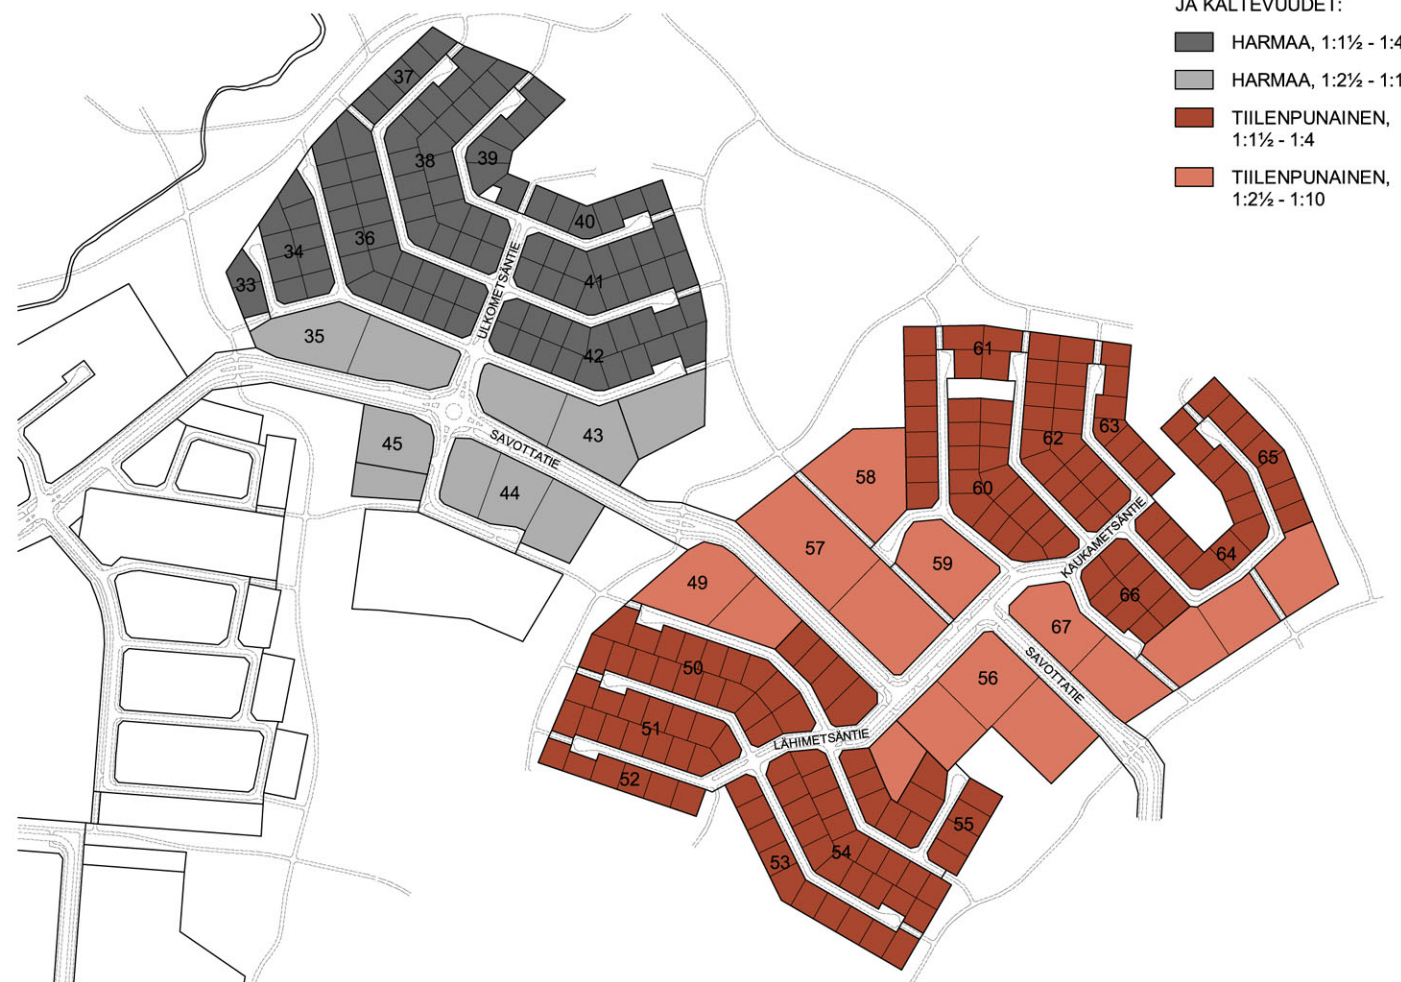 JA KALTEVUUDET:
HARMAA, 1:1½ - 1:4
HARMAA, 1:2½ - 1:1
TIILENPUNAINEN,
1:1½ - 1:4
TIILENPUNAINEN,
1:2½ - 1:10
37
38
39
40
34
36
41
33
ULKOMETSÄNTIE
35
42
61
62
63
45
43
SAVOTTATIE
65
58
44
60
57
59
KAUKAMETSÄNTIE
64
49
66
67
50
56
SAVOTTATIE
51
LÄHIMETSÄNTIE
52
55
53
54